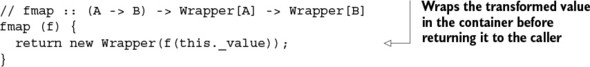 // fmap :: (A -> B) -> Wrapper[A] -> Wrapper[B]
fmap (f) {
  return new Wrapper(f(this._value));
}
Wraps the transformed value
in the container before
returning it to the caller